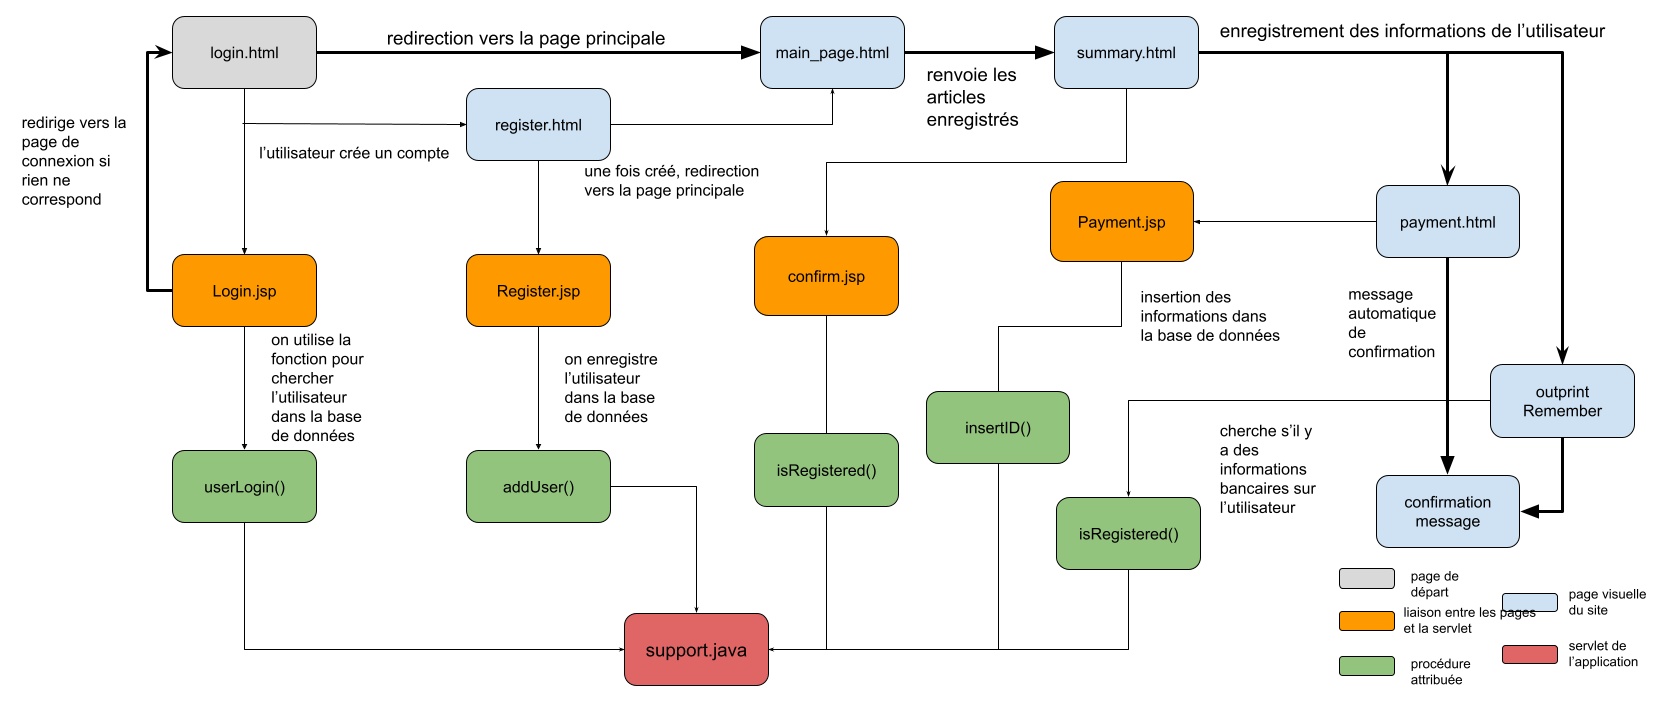 login.html
redirection vers la page principale
main_page.html
summary.html
enregistrement des informations de l'utilisateur
renvoie les
articles
enregistrés
redirige vers la
page de
connexion si
rien ne
correspond
register.html
l'utilisateur crée un compte
une fois créé, redirection
vers la page principale
Payment.jsp
payment.html
Login.jsp
Register.jsp
confirm.jsp
insertion des
informations dans
la base de données
message
automatique
de
confirmation
on utilise la
fonction pour
chercher
l'utilisateur
dans la base
de données
on enregistre
l'utilisateur
dans la base
de données
outprint
Remember
insertID()
cherche s'il y
a des
informations
bancaires sur
l'utilisateur
userLogin()
addUser()
isRegistered()
isRegistered()
confirmation
message
support.java
page de
départ
page visuelle
du site
liaison entre les pages
et la servlet
servlet de
l'application
procédure
attribuée